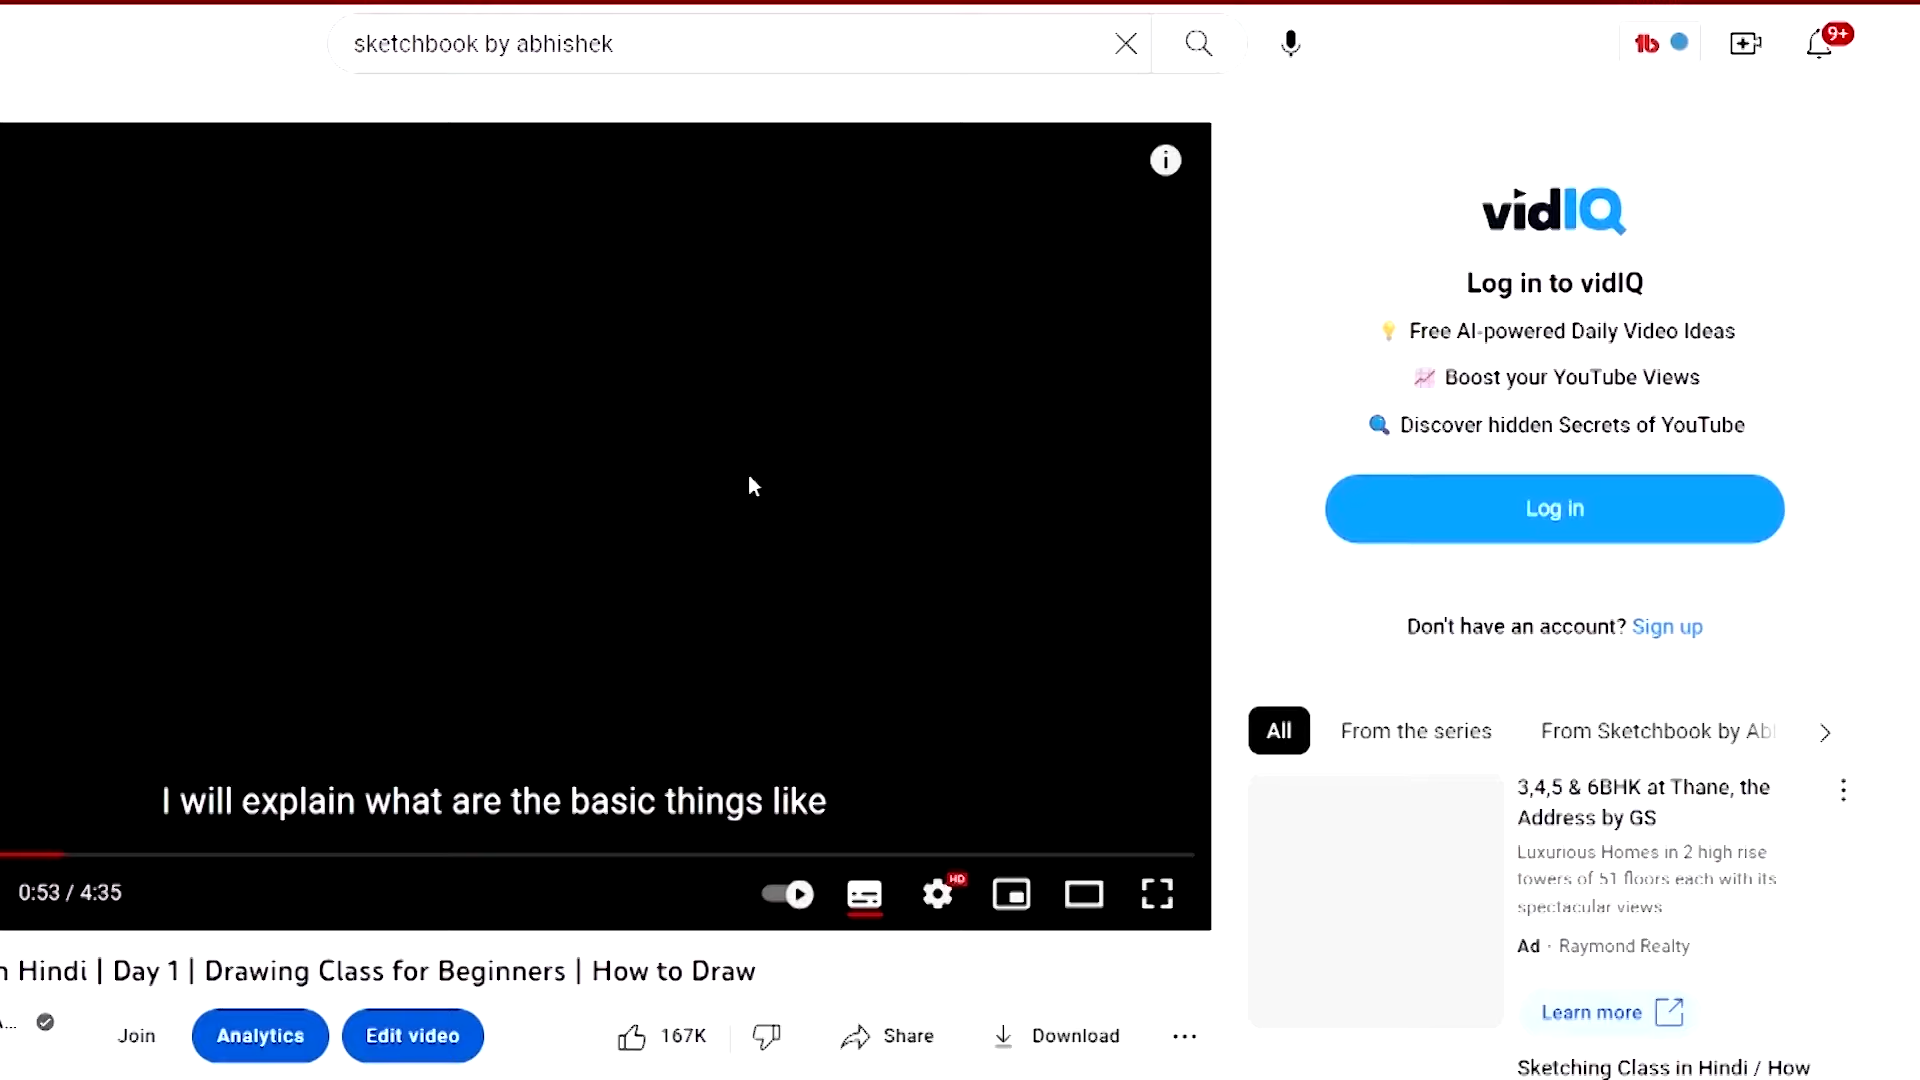 sketchbook by abhishek
9+
vidIQ
Log in to vidIQ
Free AI-powered Daily Video Ideas
Boost your YouTube Views
Discover hidden Secrets of YouTube
Log in
Don't have an account? Sign up
I will explain what are the basic things like
HD
0:53 / 4:35
All
From the series
From Sketchbook by Ab
3,4,5 & 6BHK at Thane, the
Address by GS
Luxurious Homes in 2 high rise
towers of 51 floors each with its
spectacular views
Ad · Raymond Realty
Learn more
n Hindi | Day 1 | Drawing Class for Beginners | How to Draw
A...
Join
Analytics
Edit video
167K
Share
Download
Sketching Class in Hindi / How